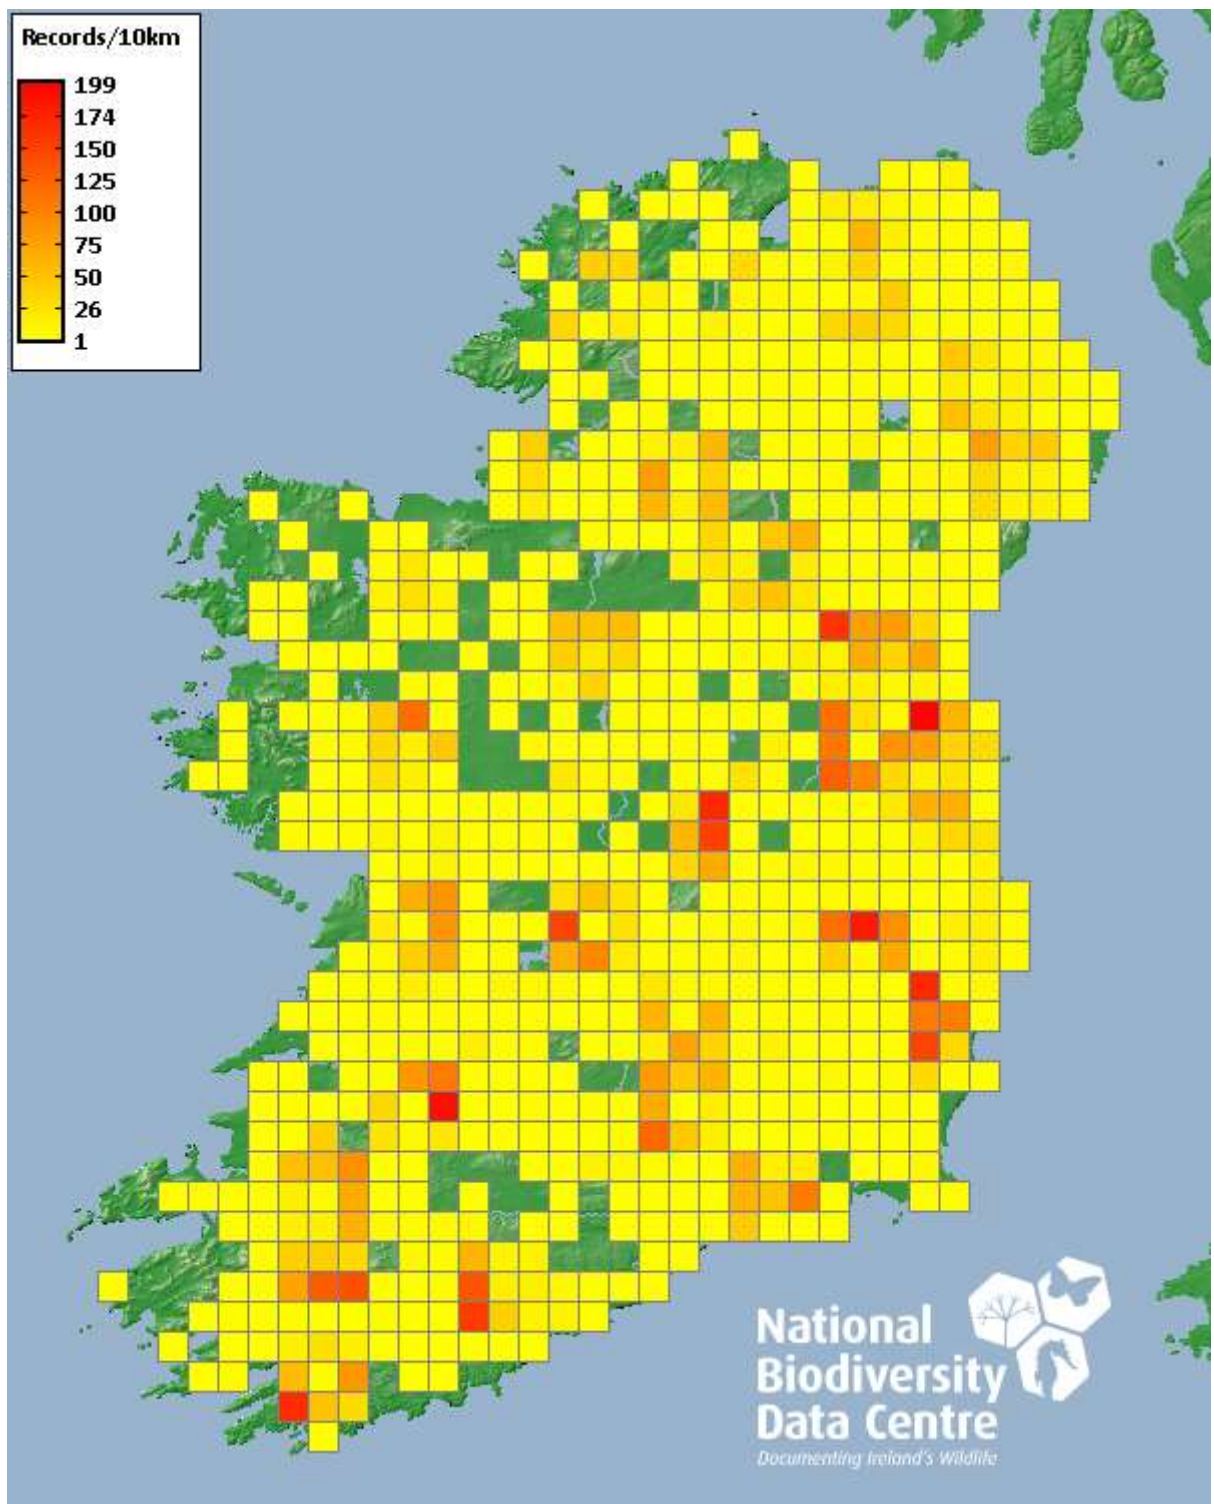 Records/10km
199
174
150
125
100
75
50
26
1
National
Biodiversity
Data Centre
Documenting Ireland's Wildlife